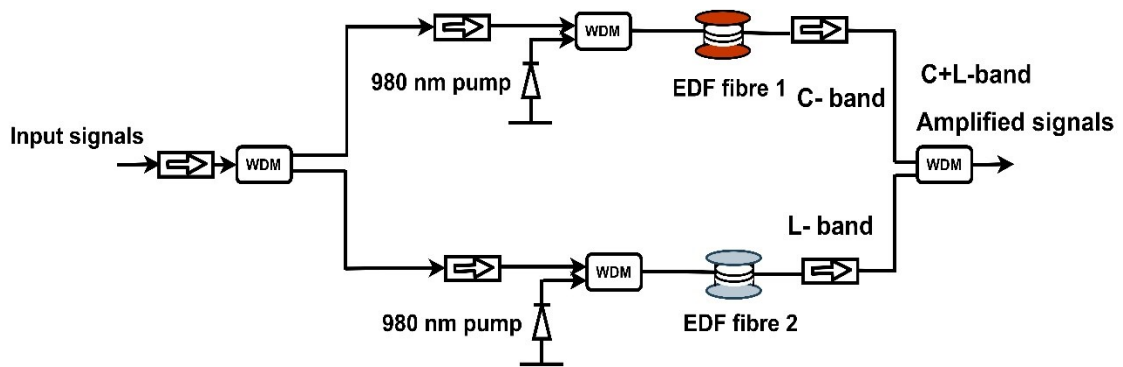 WDM
980 nm pump
EDF fibre 1
C- band
C+L-band
Amplified signals
Input signals
WDM
WDM
L- band
WDM
980 nm pump
EDF fibre 2